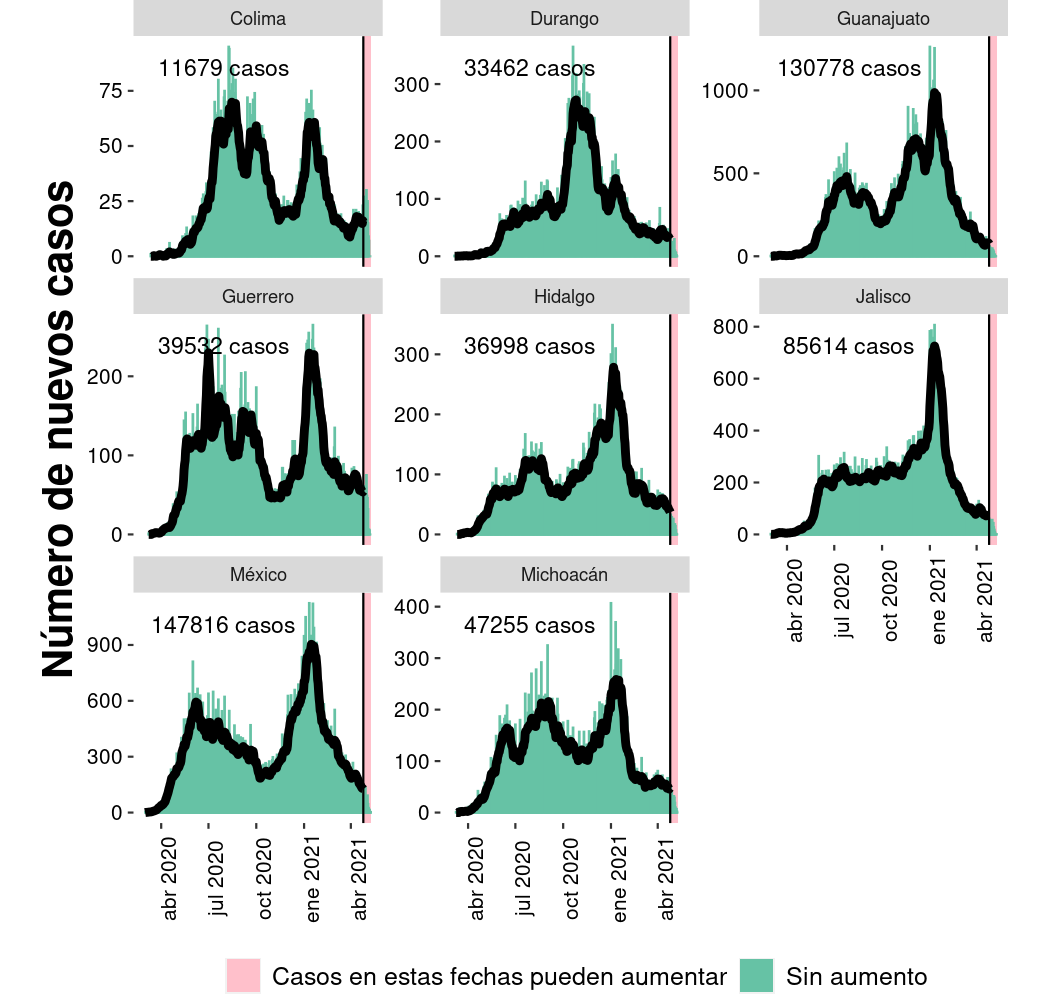 Número de nuevos casos
Colima
Durango
Guanajuato
11679 casos
33462 casos
130778 casos
75
50
25
0
300
200
100
0
1000
500
0
Guerrero
Hidalgo
Jalisco
39532 casos
36998 casos
85614 casos
200
100
0
300
200
100
0
800
600
400
200
0
abr 2020
jul 2020
oct 2020
ene 2021
abr 2021
México
Michoacán
147816 casos
47255 casos
900
600
300
0
400
300
200
100
0
abr 2020
jul 2020
oct 2020
ene 2021
abr 2021
abr 2020
jul 2020
oct 2020
ene 2021
abr 2021
Casos en estas fechas pueden aumentar
Sin aumento